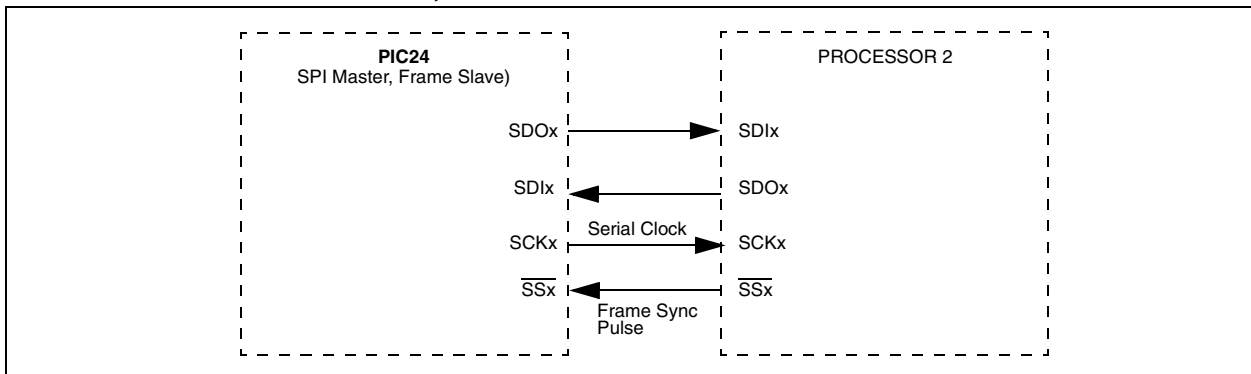 PIC24
SPI Master, Frame Slave)
PROCESSOR 2
SDOx
SDIx
SDIx
SDOx
SCKx
Serial Clock
SCKx
SSx
Frame Sync
Pulse
SSx